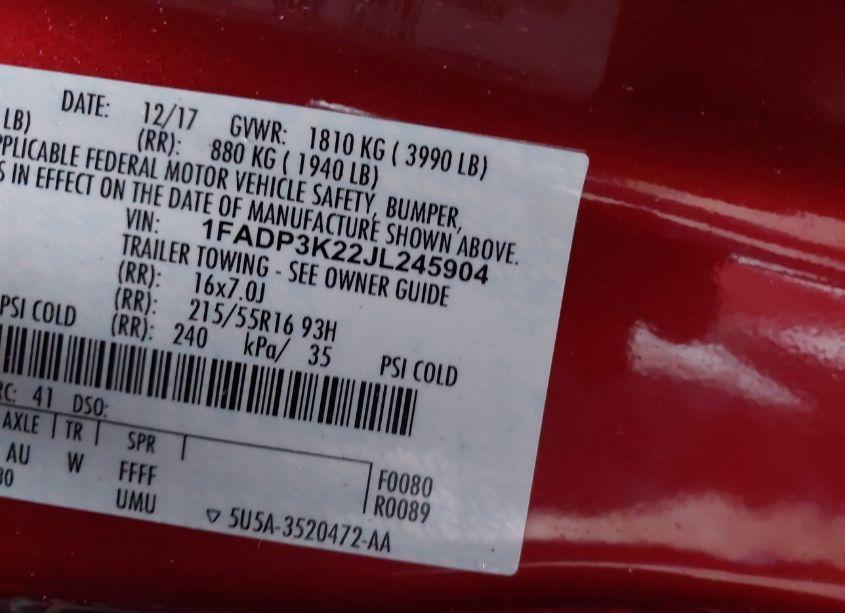 DATE: 12/17 GVWR: 1810 KG ( 3990 LB)
LB) (RR): 880 KG ( 1940 LB)
PPLICABLE FEDERAL MOTOR VEHICLE SAFETY, BUMPER,
S IN EFFECT ON THE DATE OF MANUFACTURE SHOWN ABOVE.
VIN: 1FADP3K22JL245904
TRAILER TOWING - SEE OWNER GUIDE
(RR): 16x7.0J
(RR): 215/55R16 93H
PSI COLD (RR): 240 kPa/ 35 PSI COLD
RC: 41 DSO:
AXLE TR SPR
AU W FFFF F0080
80 UMU R0089
5U5A-3520472-AA